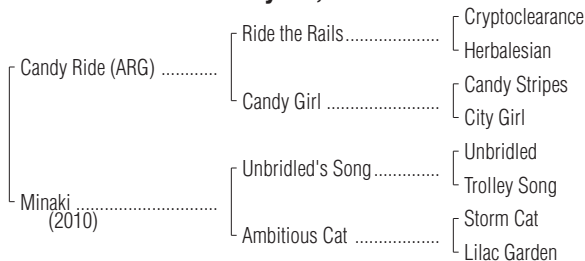 Cryptoclearance
Ride the Rails....................
Herbalesian
Candy Ride (ARG) ............
Candy Stripes
Candy Girl ........................
City Girl
Unbridled
Unbridled's Song...............
Trolley Song
Minaki ..............................
(2010)
Storm Cat
Ambitious Cat ..................
Lilac Garden